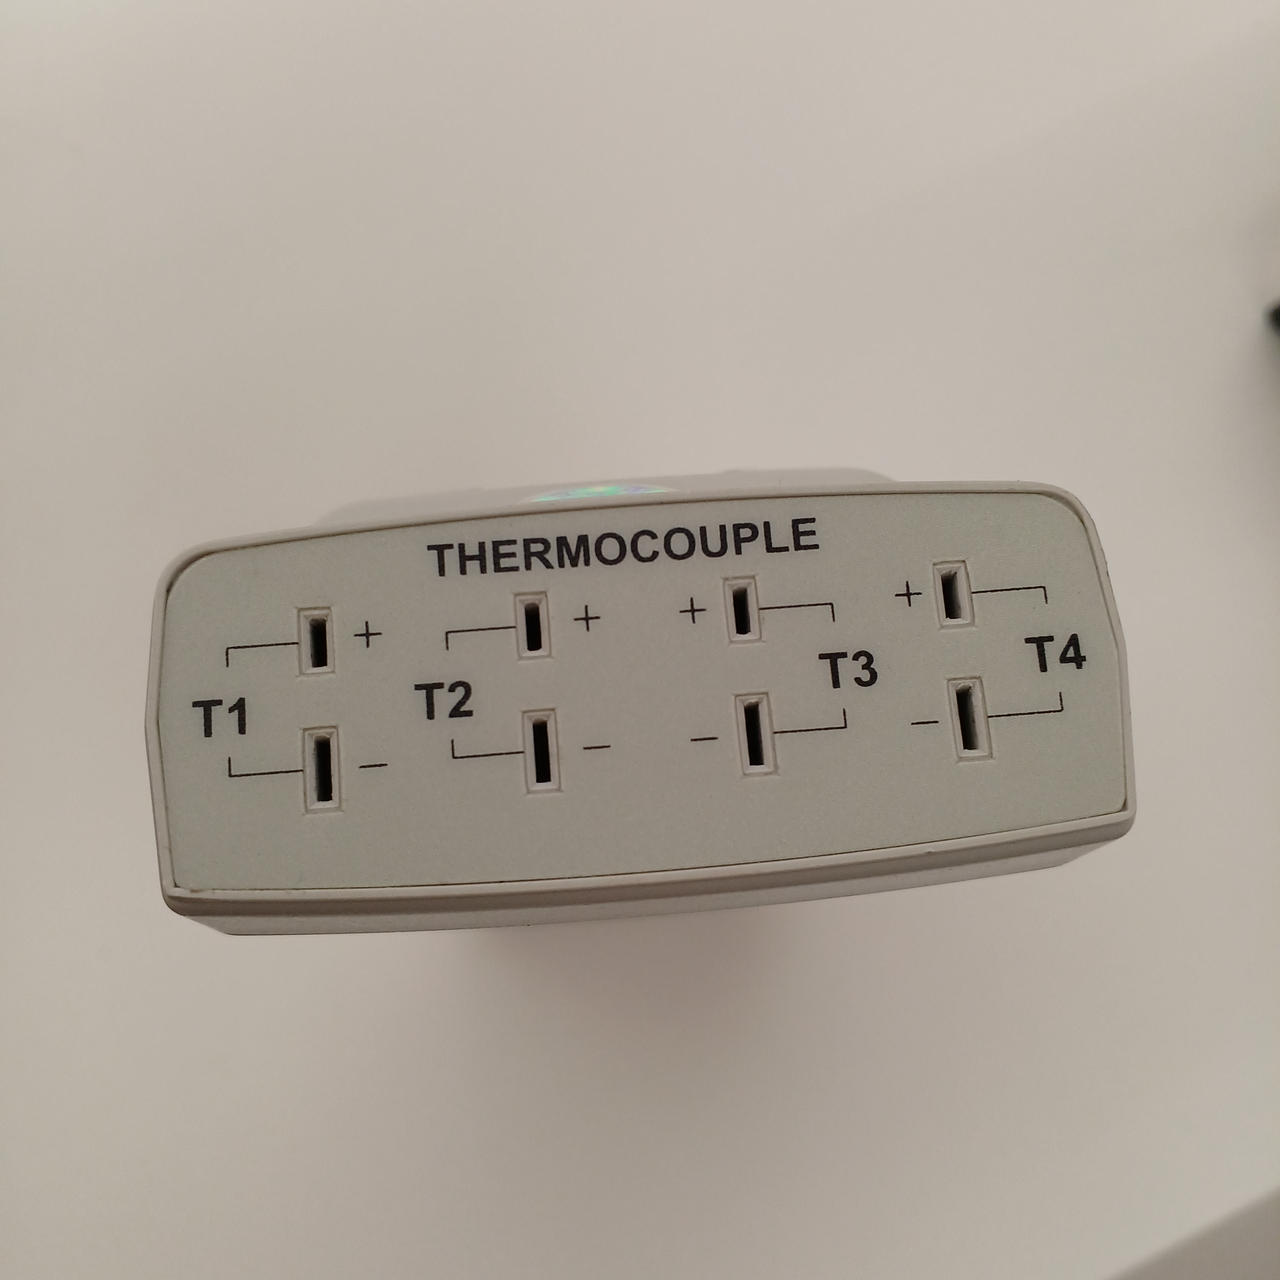 THERMOCOUPLE
+ + + +
T1 T2 T3 T4
− − − −